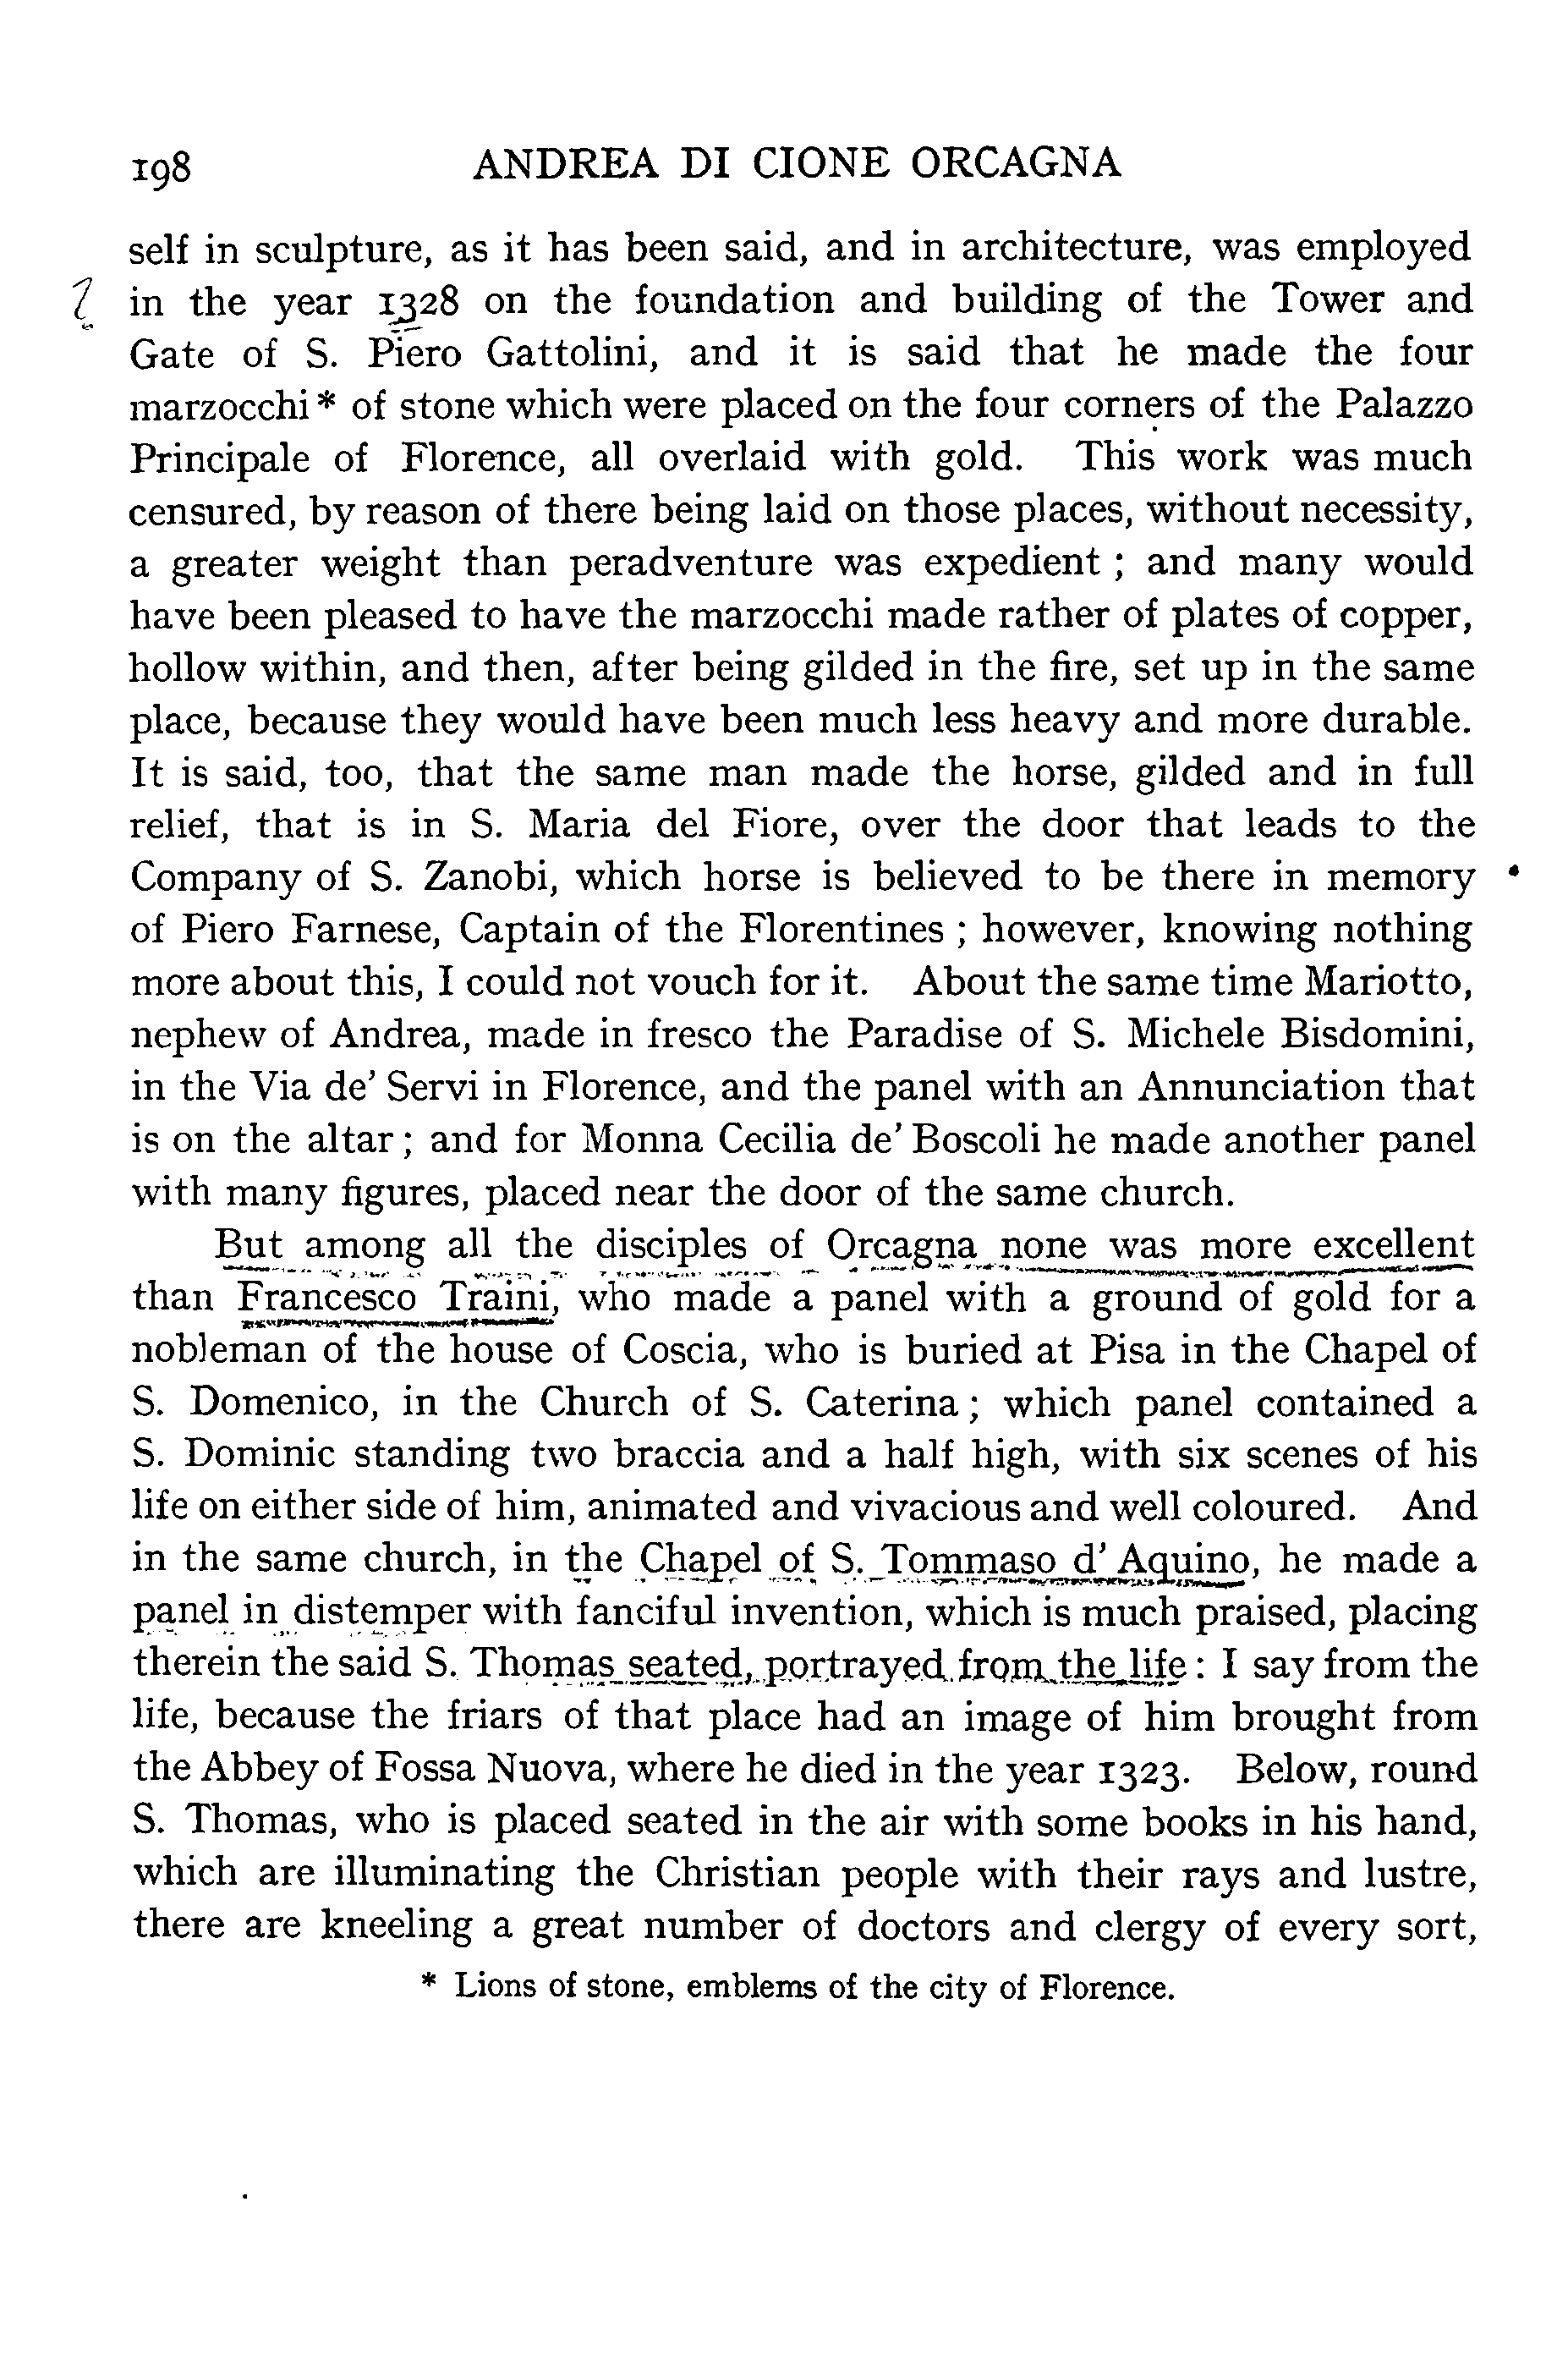 198 ANDREA DI CIONE ORCAGNA
self in sculpture, as it has been said, and in architecture, was employed
in the year 1328 on the foundation and building of the Tower and
Gate of S. Piero Gattolini, and it is said that he made the four
marzocchi* of stone which were placed on the four corners of the Palazzo
Principale of Florence, all overlaid with gold. This work was much
censured, by reason of there being laid on those places, without necessity,
a greater weight than peradventure was expedient; and many would
have been pleased to have the marzocchi made rather of plates of copper,
hollow within, and then, after being gilded in the fire, set up in the same
place, because they would have been much less heavy and more durable.
It is said, too, that the same man made the horse, gilded and in full
relief, that is in S. Maria del Fiore, over the door that leads to the
Company of S. Zanobi, which horse is believed to be there in memory
of Piero Farnese, Captain of the Florentines; however, knowing nothing
more about this, I could not vouch for it. About the same time Mariotto,
nephew of Andrea, made in fresco the Paradise of S. Michele Bisdomini,
in the Via de' Servi in Florence, and the panel with an Annunciation that
is on the altar; and for Monna Cecilia de' Boscoli he made another panel
with many figures, placed near the door of the same church.
But among all the disciples of Orcagna none was more excellent
than Francesco Traini, who made a panel with a ground of gold for a
nobleman of the house of Coscia, who is buried at Pisa in the Chapel of
S. Domenico, in the Church of S. Caterina; which panel contained a
S. Dominic standing two braccia and a half high, with six scenes of his
life on either side of him, animated and vivacious and well coloured. And
in the same church, in the Chapel of S. Tommaso d' Aquino, he made a
panel in distemper with fanciful invention, which is much praised, placing
therein the said S. Thomas seated, portrayed from the life: I say from the
life, because the friars of that place had an image of him brought from
the Abbey of Fossa Nuova, where he died in the year 1323. Below, round
S. Thomas, who is placed seated in the air with some books in his hand,
which are illuminating the Christian people with their rays and lustre,
there are kneeling a great number of doctors and clergy of every sort,
* Lions of stone, emblems of the city of Florence.